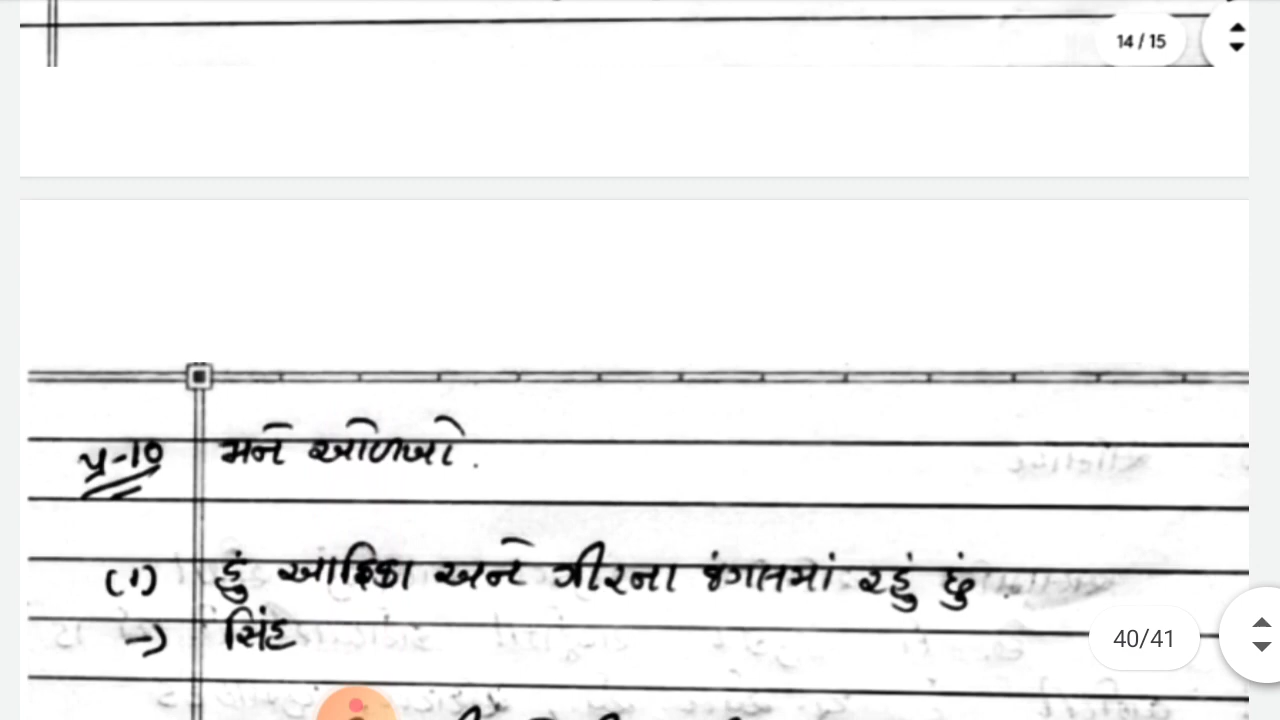 14 / 15
પ્ર-10 મને ઓળખો.
(1) હું આફ્રિકા અને ગીરના જંગલમાં રહું છું.
→ સિંહ
40/41